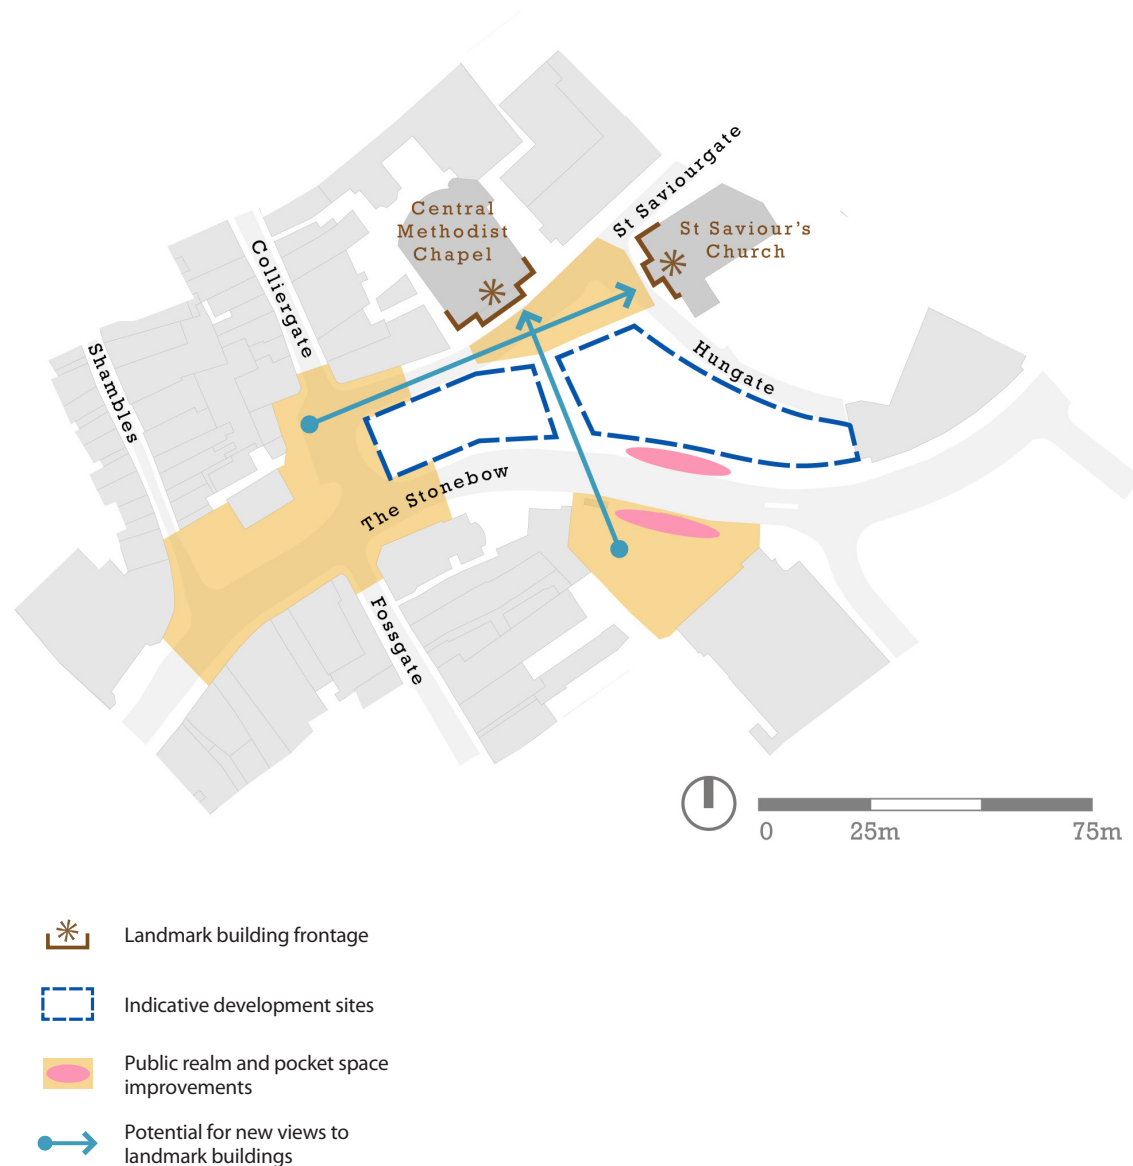 St Saviourgate
Central
Methodist
Chapel
St Saviour's
Church
Colliergate
Shambles
Hungate
The Stonebow
Fossgate
0 25m 75m
Landmark building frontage
Indicative development sites
Public realm and pocket space
improvements
Potential for new views to
landmark buildings